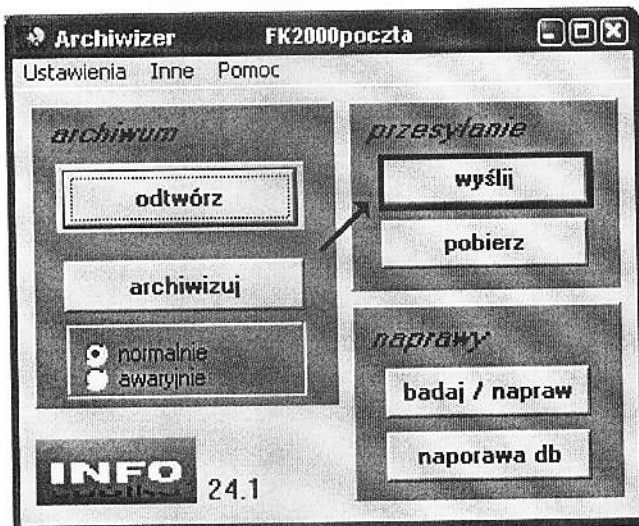 Archiwizer FK2000poczta
Ustawienia Inne Pomoc
archiwum
odtwórz
archiwizuj
normalnie
awaryjnie
przesyłanie
wyślij
pobierz
naprawy
badaj / napraw
naporawa db
INFO
24.1